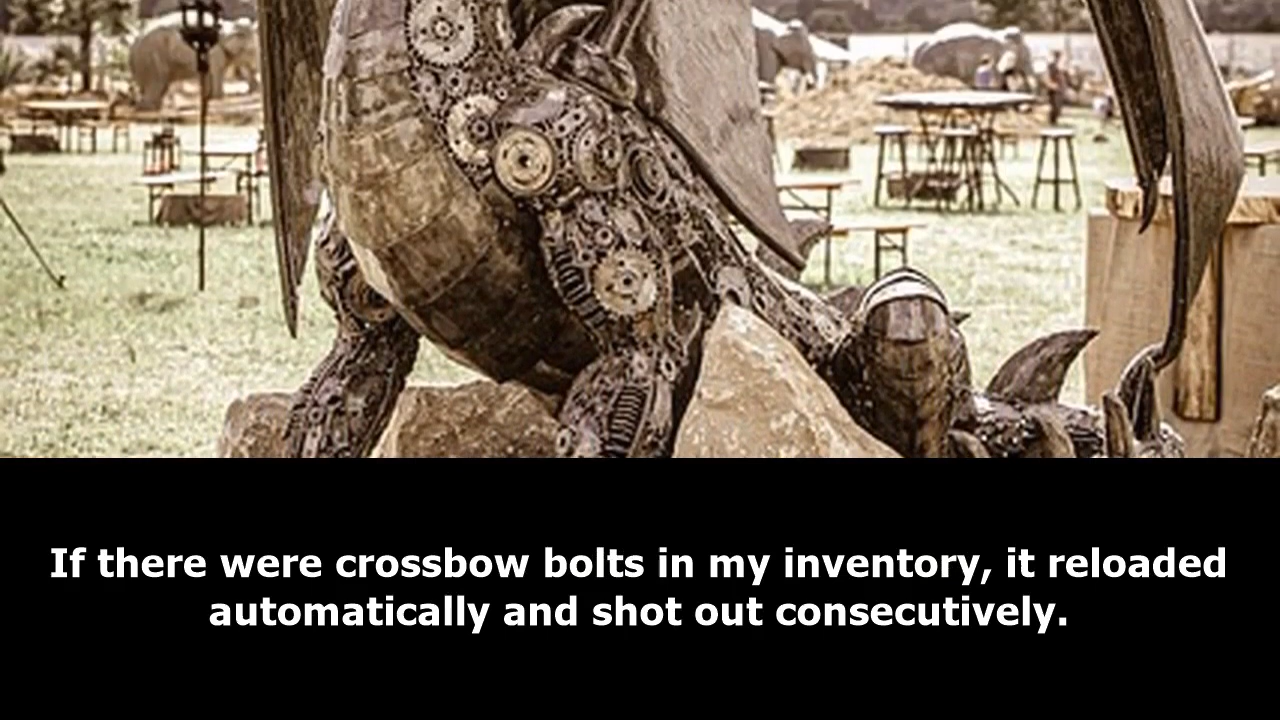 If there were crossbow bolts in my inventory, it reloaded
automatically and shot out consecutively.